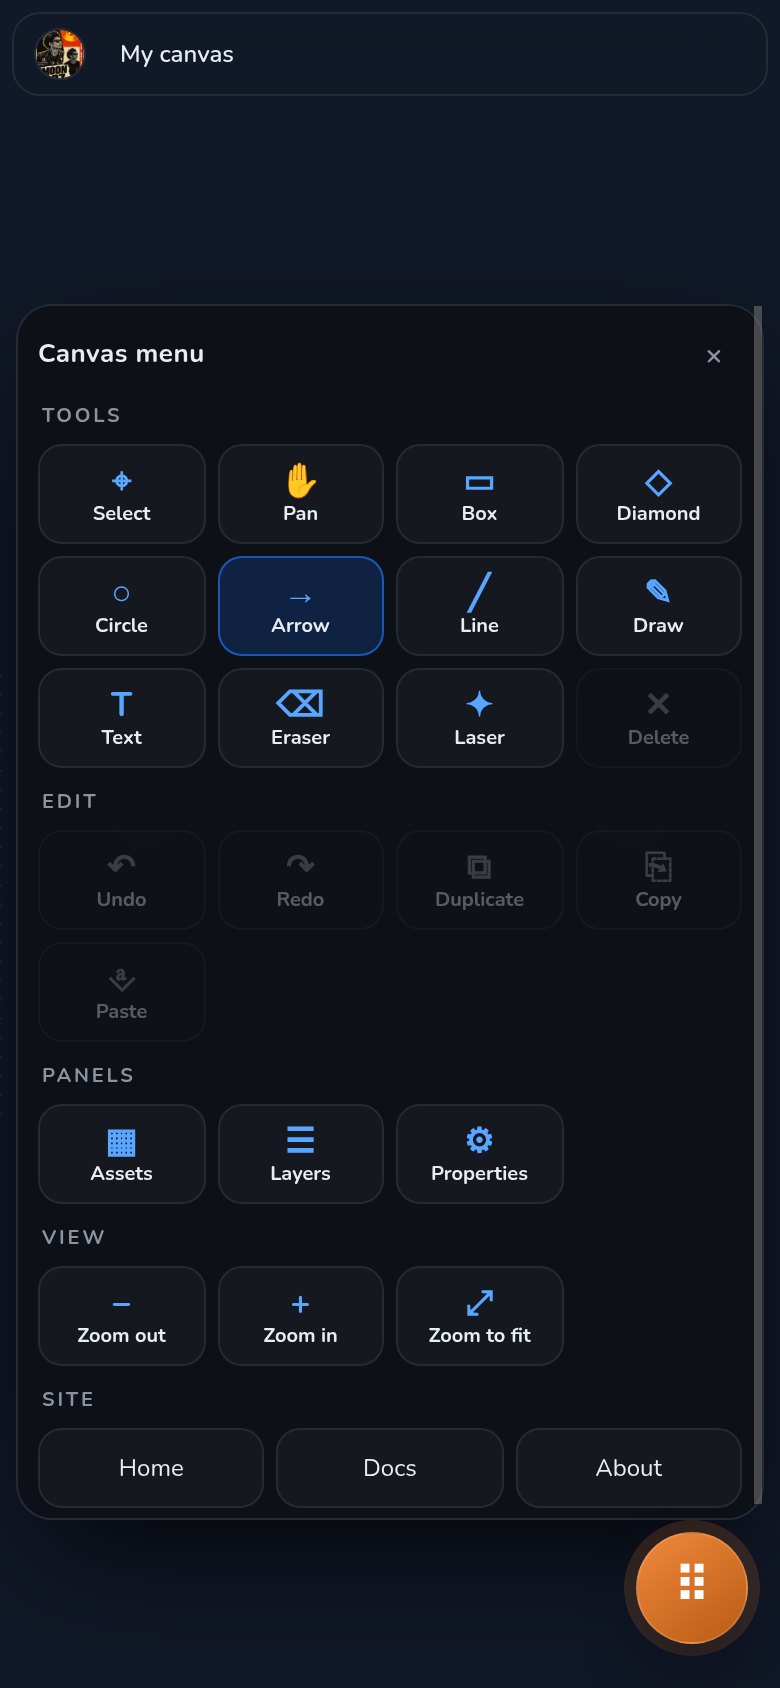 My canvas
Canvas menu
×
TOOLS
Select
Pan
Box
Diamond
Circle
Arrow
Line
Draw
T
Text
Eraser
Laser
Delete
EDIT
Undo
Redo
Duplicate
Copy
a
Paste
PANELS
Assets
Layers
Properties
VIEW
Zoom out
Zoom in
Zoom to fit
SITE
Home
Docs
About